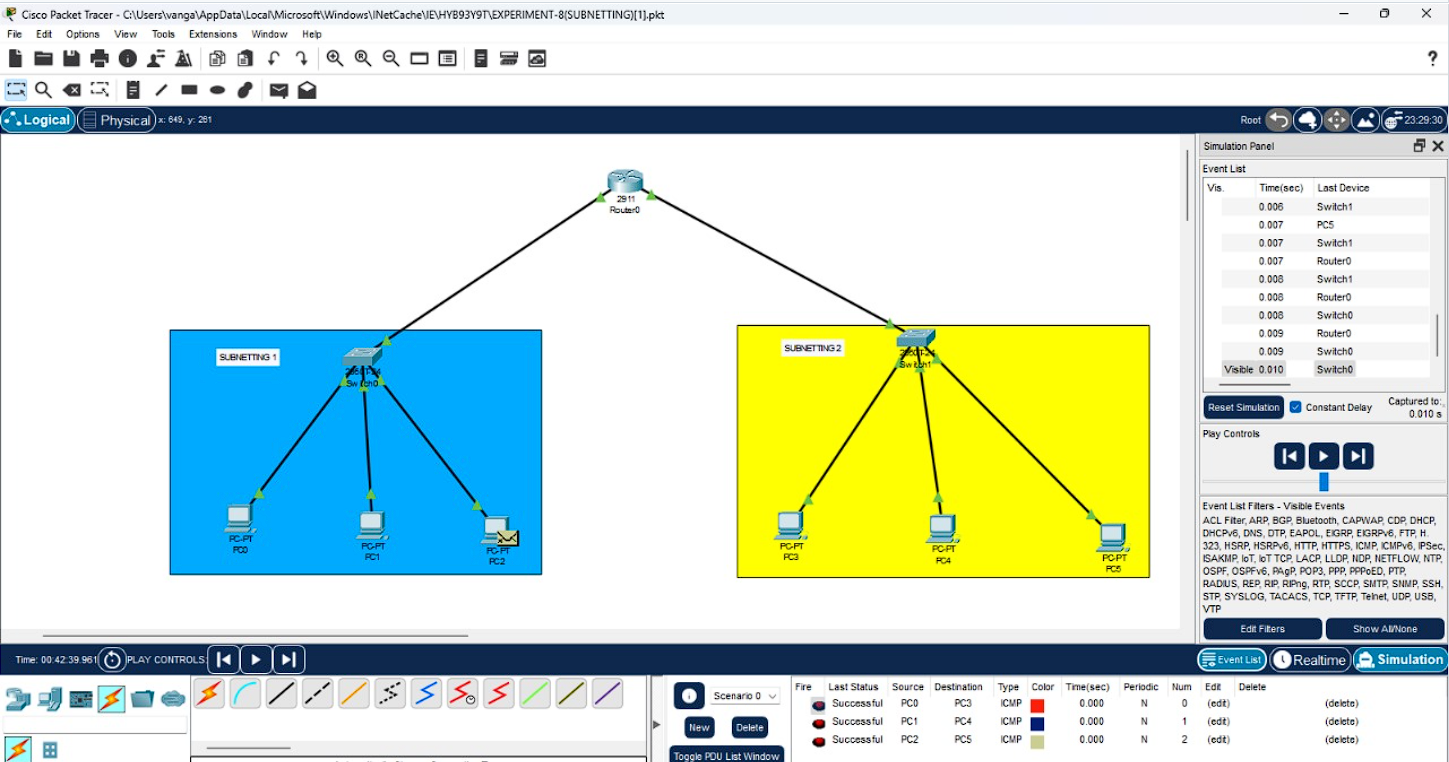 Cisco Packet Tracer - C:\Users\vanga\AppData\Local\Microsoft\Windows\INetCache\IE\HYB93Y9T\EXPERIMENT-8(SUBNETTING)[1].pkt
File Edit Options View Tools Extensions Window Help
?
Logical Physical x: 649, y: 261 Root 23:29:30
Simulation Panel
Event List
Vis. Time(sec) Last Device
0.006 Switch1
0.007 PC5
0.007 Switch1
0.007 Router0
0.008 Switch1
0.008 Router0
0.008 Switch0
0.009 Router0
0.009 Switch0
Visible 0.010 Switch0
Reset Simulation Constant Delay Captured to:
0.010 s
Play Controls
Event List Filters - Visible Events
ACL Filter, ARP, BGP, Bluetooth, CAPWAP, CDP, DHCP,
DHCPv6, DNS, DTP, EAPOL, EIGRP, EIGRPv6, FTP, H.
323, HSRP, HSRPv6, HTTP, HTTPS, ICMP, ICMPv6, IPSec,
ISAKMP, IoT, IoT TCP, LACP, LLDP, NDP, NETFLOW, NTP,
OSPF, OSPFv6, PAgP, POP3, PPP, PPPoED, PTP,
RADIUS, REP, RIP, RIPng, RTP, SCCP, SMTP, SNMP, SSH,
STP, SYSLOG, TACACS, TCP, TFTP, Telnet, UDP, USB,
VTP
Edit Filters Show All/None
2911
Router0
SUBNETTING 1
2950T-24
Switch0
PC-PT
PC0
PC-PT
PC1
PC-PT
PC2
SUBNETTING 2
2950T-24
Switch1
PC-PT
PC3
PC-PT
PC4
PC-PT
PC5
Time: 00:42:39.961 PLAY CONTROLS:
Event List Realtime Simulation
Scenario 0
New Delete
Toggle PDU List Window
Fire Last Status Source Destination Type Color Time(sec) Periodic Num Edit Delete
Successful PC0 PC3 ICMP 0.000 N 0 (edit) (delete)
Successful PC1 PC4 ICMP 0.000 N 1 (edit) (delete)
Successful PC2 PC5 ICMP 0.000 N 2 (edit) (delete)